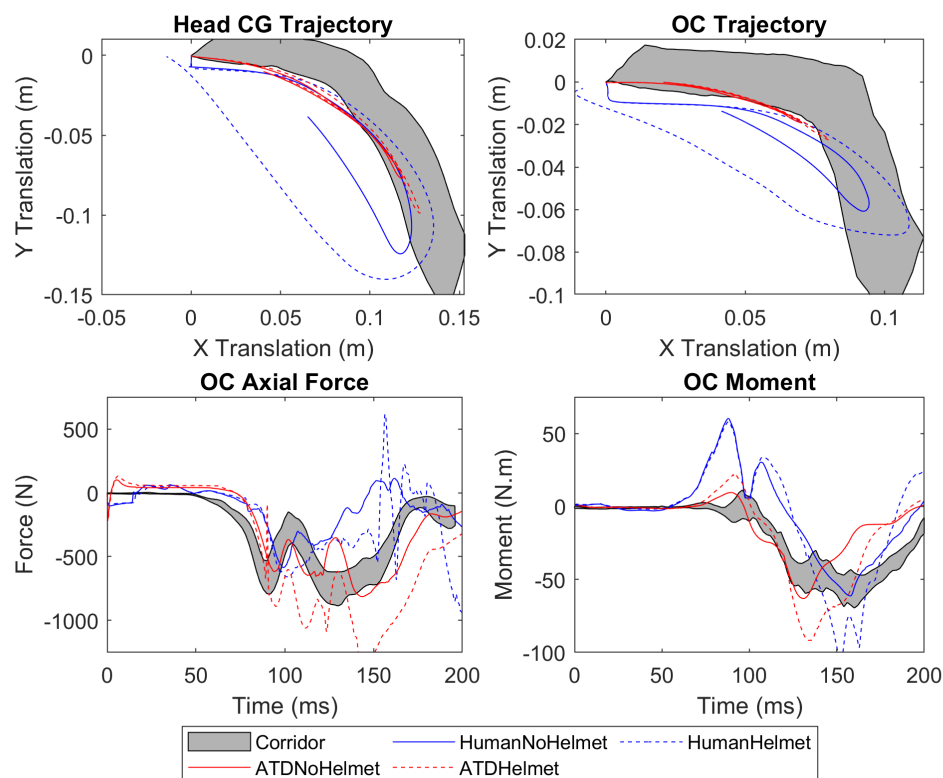 Head CG Trajectory
0
-0.05
-0.1
-0.15
Y Translation (m)
-0.05 0 0.05 0.1 0.15
X Translation (m)
OC Trajectory
0.02
0
-0.02
-0.04
-0.06
-0.08
-0.1
Y Translation (m)
0 0.05 0.1
X Translation (m)
OC Axial Force
500
0
-500
-1000
Force (N)
0 50 100 150 200
Time (ms)
OC Moment
50
0
-50
-100
Moment (N.m)
0 50 100 150 200
Time (ms)
Corridor HumanNoHelmet HumanHelmet
ATDNoHelmet ATDHelmet